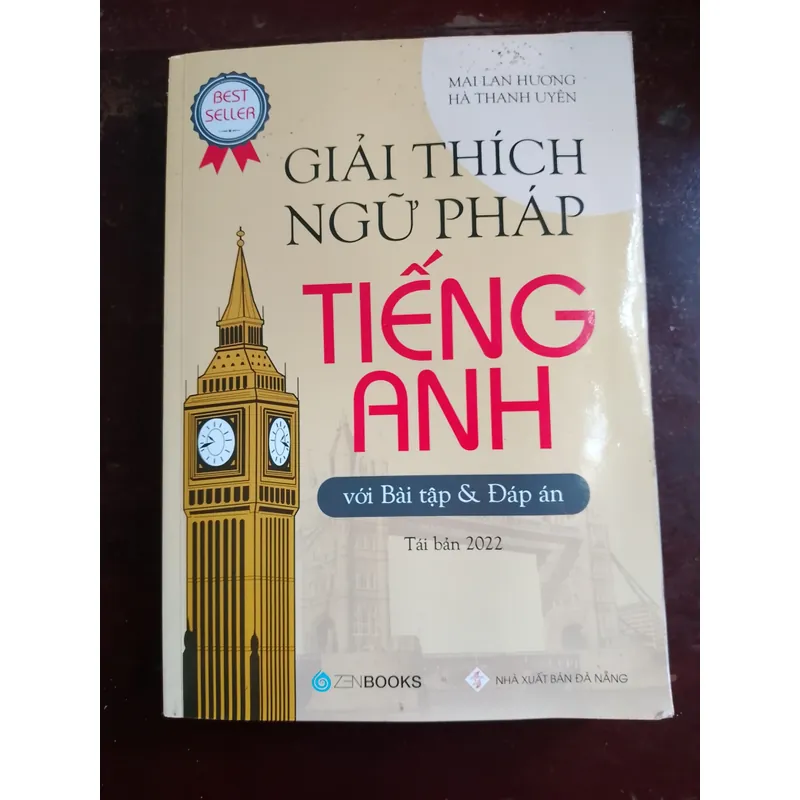 MAI LAN HƯƠNG
HÀ THANH UYÊN
BEST
SELLER
GIẢI THÍCH
NGỮ PHÁP
TIẾNG
ANH
với Bài tập & Đáp án
Tái bản 2022
ZENBOOKS
NHÀ XUẤT BẢN ĐÀ NẴNG